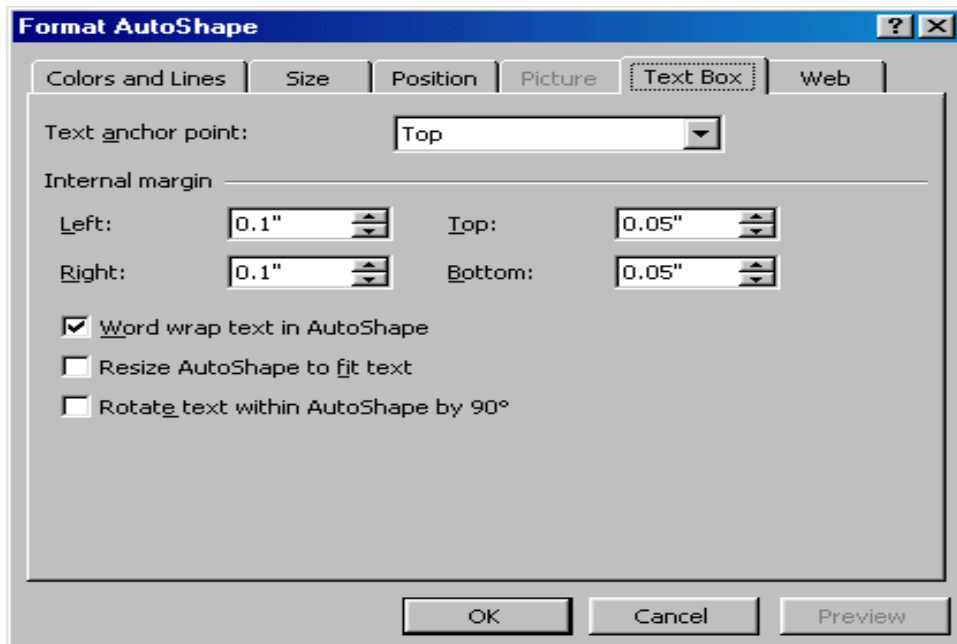 Format AutoShape
Colors and Lines Size Position Picture Text Box Web
Text anchor point: Top
Internal margin
Left: 0.1" Top: 0.05"
Right: 0.1" Bottom: 0.05"
Word wrap text in AutoShape
Resize AutoShape to fit text
Rotate text within AutoShape by 90°
OK Cancel Preview